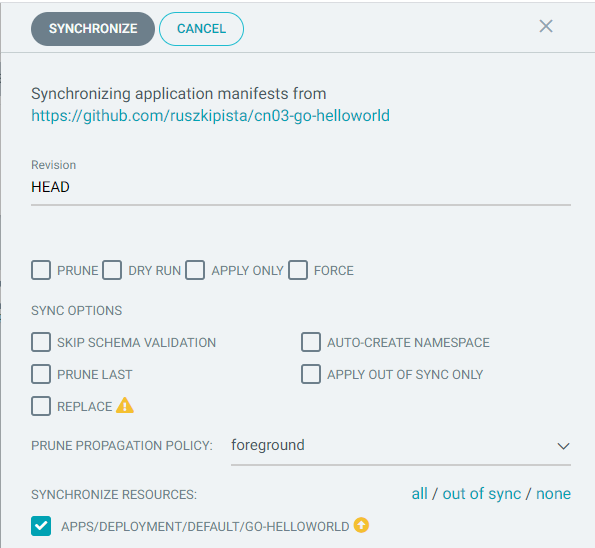 SYNCHRONIZE CANCEL
Synchronizing application manifests from
https://github.com/ruszkipista/cn03-go-helloworld
Revision
HEAD
PRUNE DRY RUN APPLY ONLY FORCE
SYNC OPTIONS
SKIP SCHEMA VALIDATION AUTO-CREATE NAMESPACE
PRUNE LAST APPLY OUT OF SYNC ONLY
REPLACE
PRUNE PROPAGATION POLICY: foreground
SYNCHRONIZE RESOURCES: all / out of sync / none
APPS/DEPLOYMENT/DEFAULT/GO-HELLOWORLD